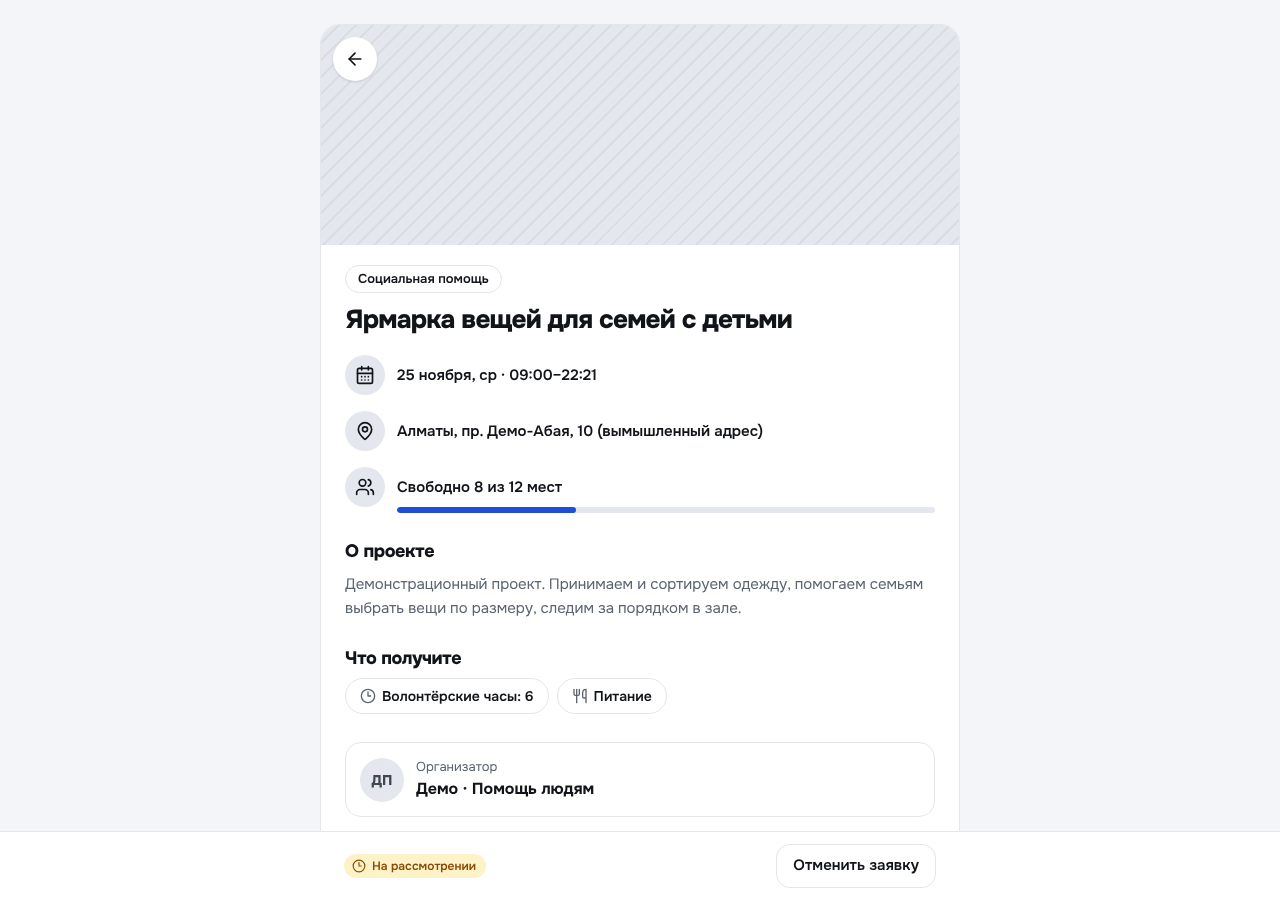 Социальная помощь
Ярмарка вещей для семей с детьми
25 ноября, ср · 09:00–22:21
Алматы, пр. Демо-Абая, 10 (вымышленный адрес)
Свободно 8 из 12 мест
О проекте
Демонстрационный проект. Принимаем и сортируем одежду, помогаем семьям
выбрать вещи по размеру, следим за порядком в зале.
Что получите
Волонтёрские часы: 6
Питание
ДП
Организатор
Демо · Помощь людям
На рассмотрении
Отменить заявку